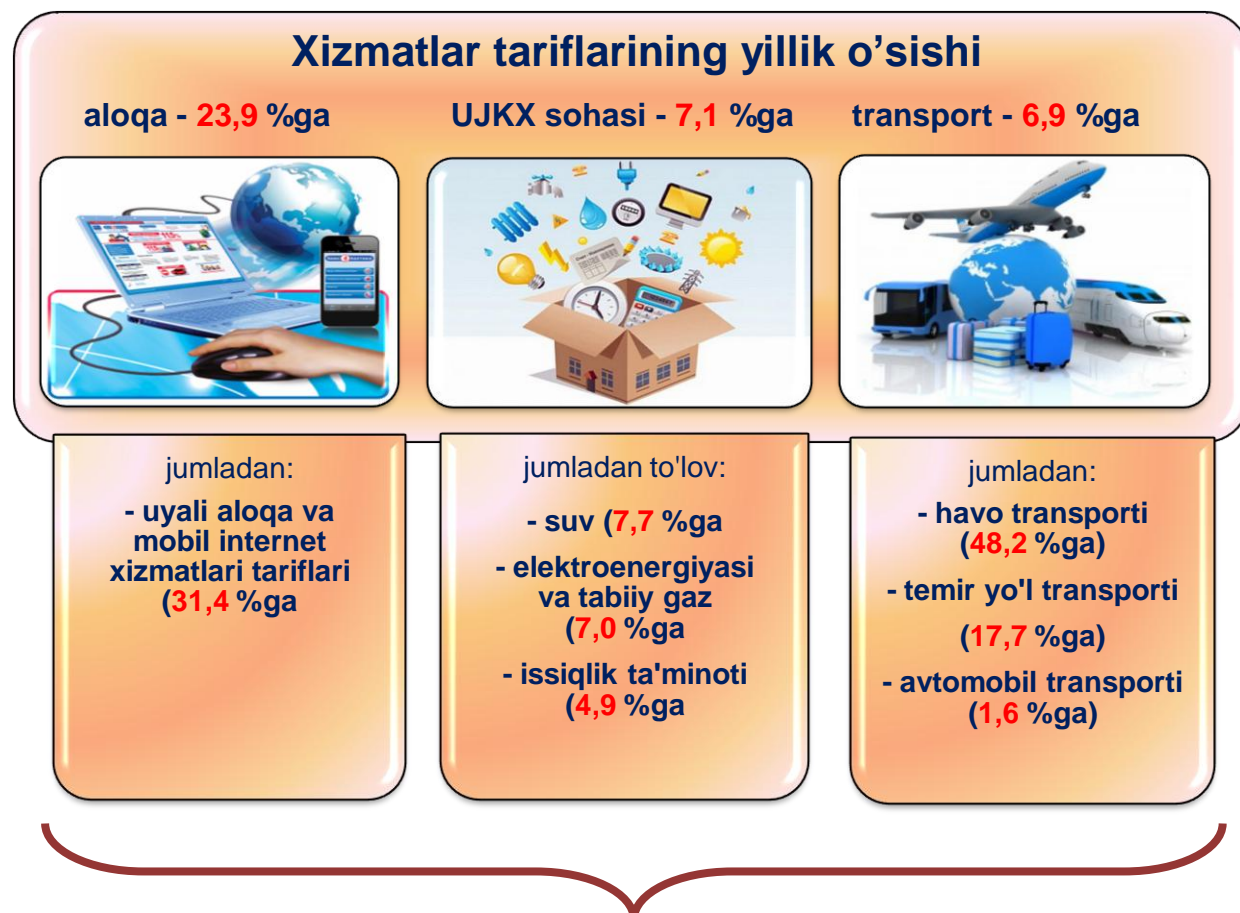 Xizmatlar tariflarining yillik o’sishi
aloqa - 23,9 %ga
UJKX sohasi - 7,1 %ga
transport - 6,9 %ga
jumladan:
- uyali aloqa va
mobil internet
xizmatlari tariflari
(31,4 %ga
jumladan to'lov:
- suv (7,7 %ga
- elektroenergiyasi
va tabiiy gaz
(7,0 %ga
- issiqlik ta'minoti
(4,9 %ga
jumladan:
- havo transporti
(48,2 %ga)
- temir yo'l transporti
(17,7 %ga)
- avtomobil transporti
(1,6 %ga)